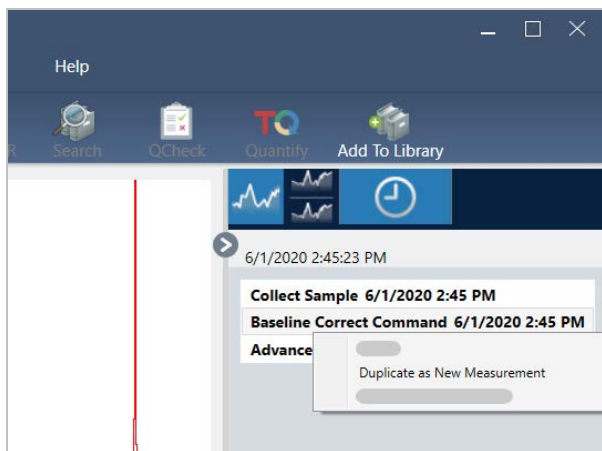 Help
R Search QCheck TQ Quantify Add To Library
6/1/2020 2:45:23 PM
Collect Sample 6/1/2020 2:45 PM
Baseline Correct Command 6/1/2020 2:45 PM
Advance
Duplicate as New Measurement